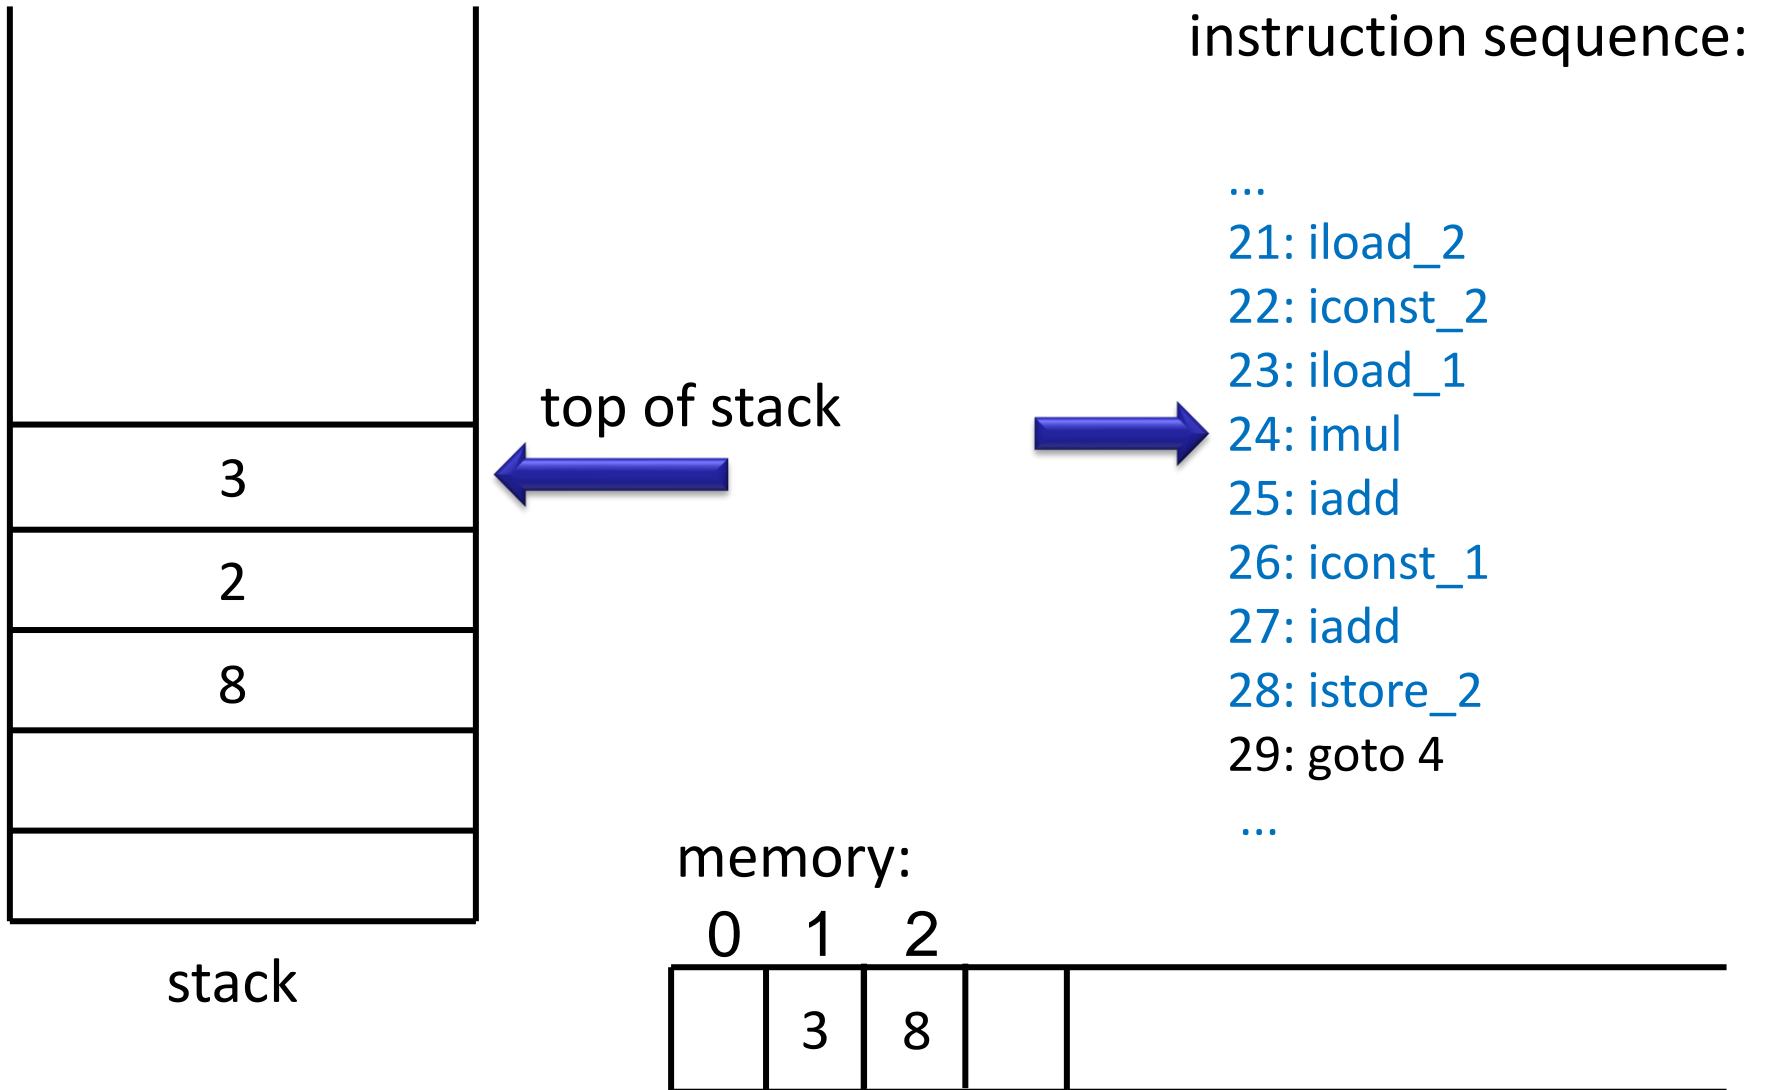 instruction sequence:
...
21: iload_2
22: iconst_2
23: iload_1
24: imul
25: iadd
26: iconst_1
27: iadd
28: istore_2
29: goto 4
...
top of stack
3
2
8
stack
memory:
0 1 2
3 8